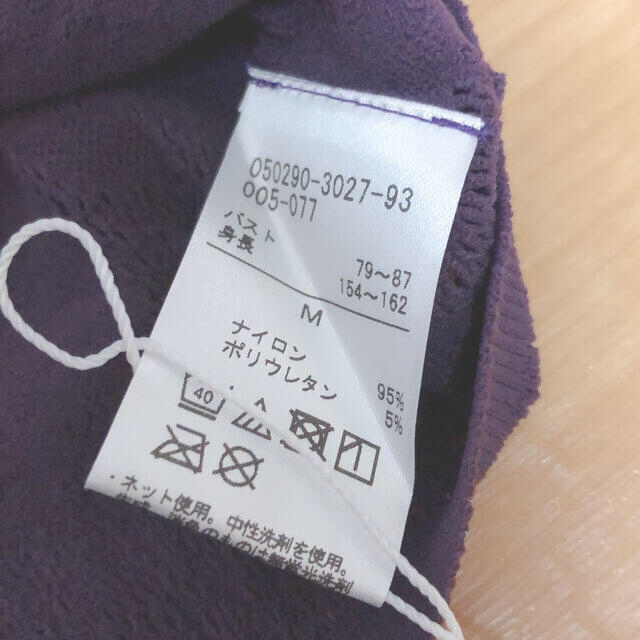 050290-3027-93
005-077
バスト 79~87
身長 154~162
M
ナイロン 95%
ポリウレタン 5%
40
・ネット使用 中性洗剤を使用